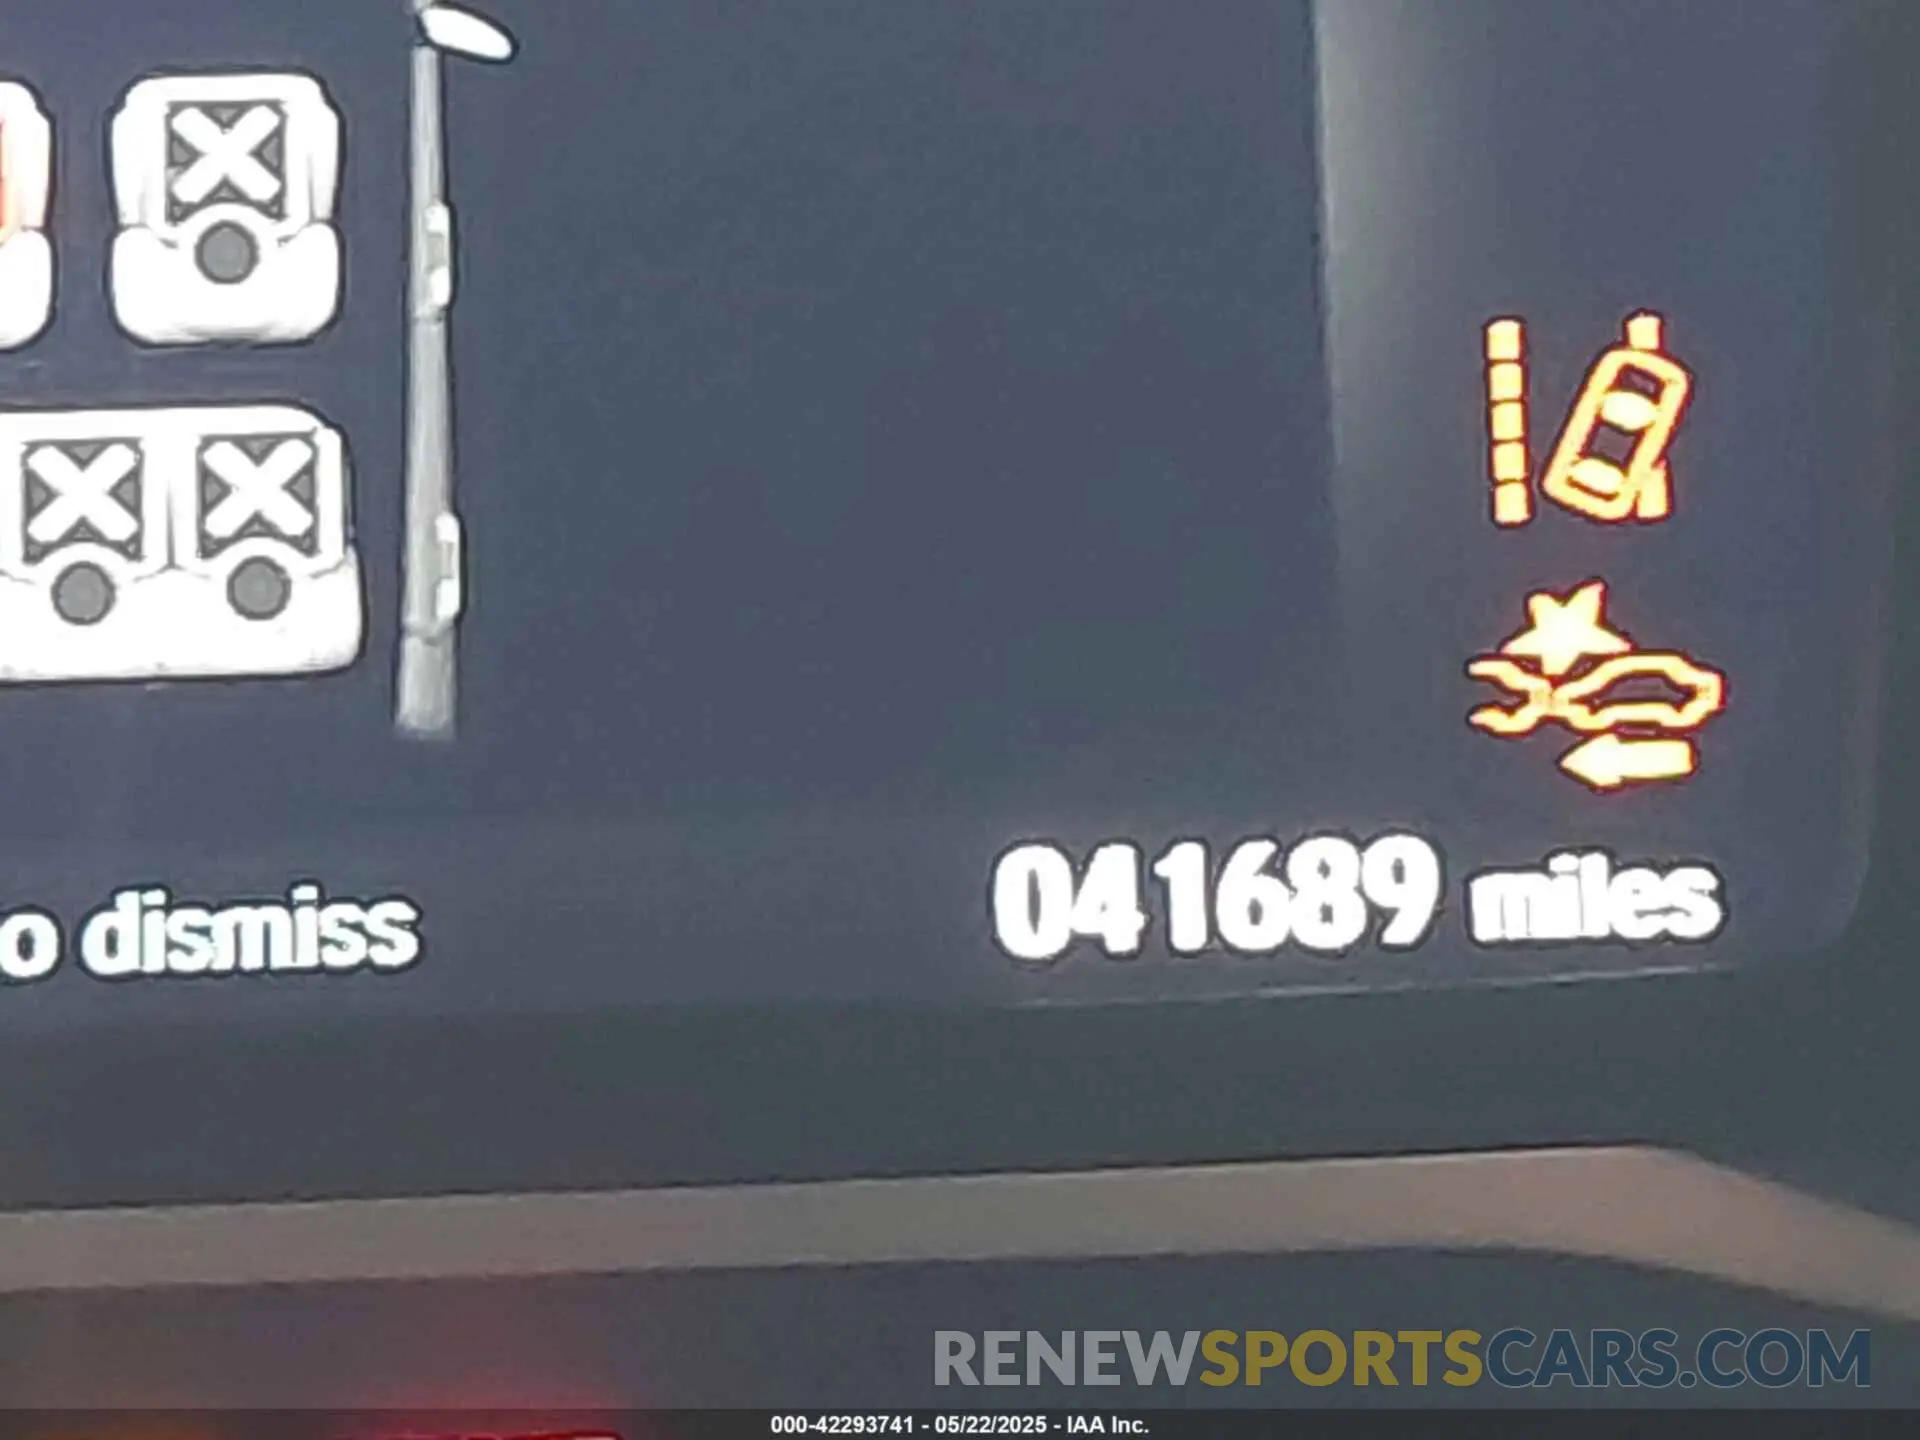 041689 miles
o dismiss
RENEWSPORTSCARS.COM
000-42293741 - 05/22/2025 - IAA Inc.